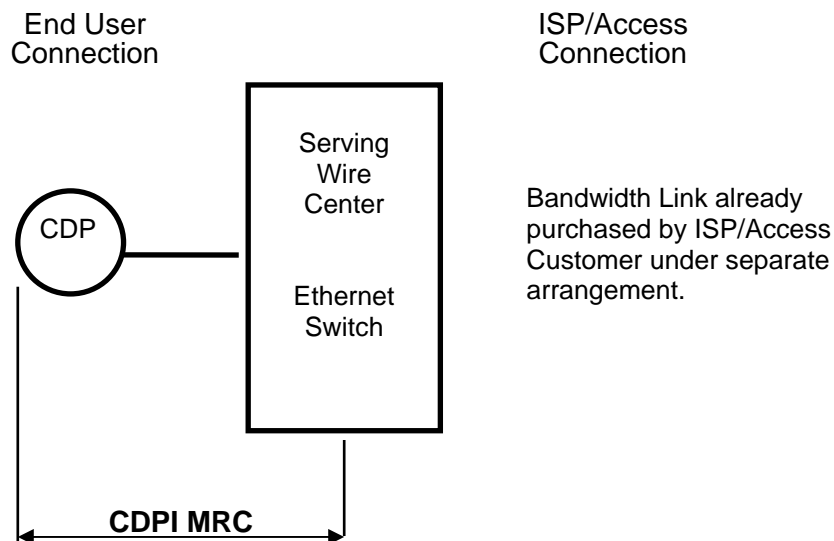 End User
Connection
ISP/Access
Connection
Serving
Wire
Center
CDP
Ethernet
Switch
Bandwidth Link already
purchased by ISP/Access
Customer under separate
arrangement.
CDPI MRC